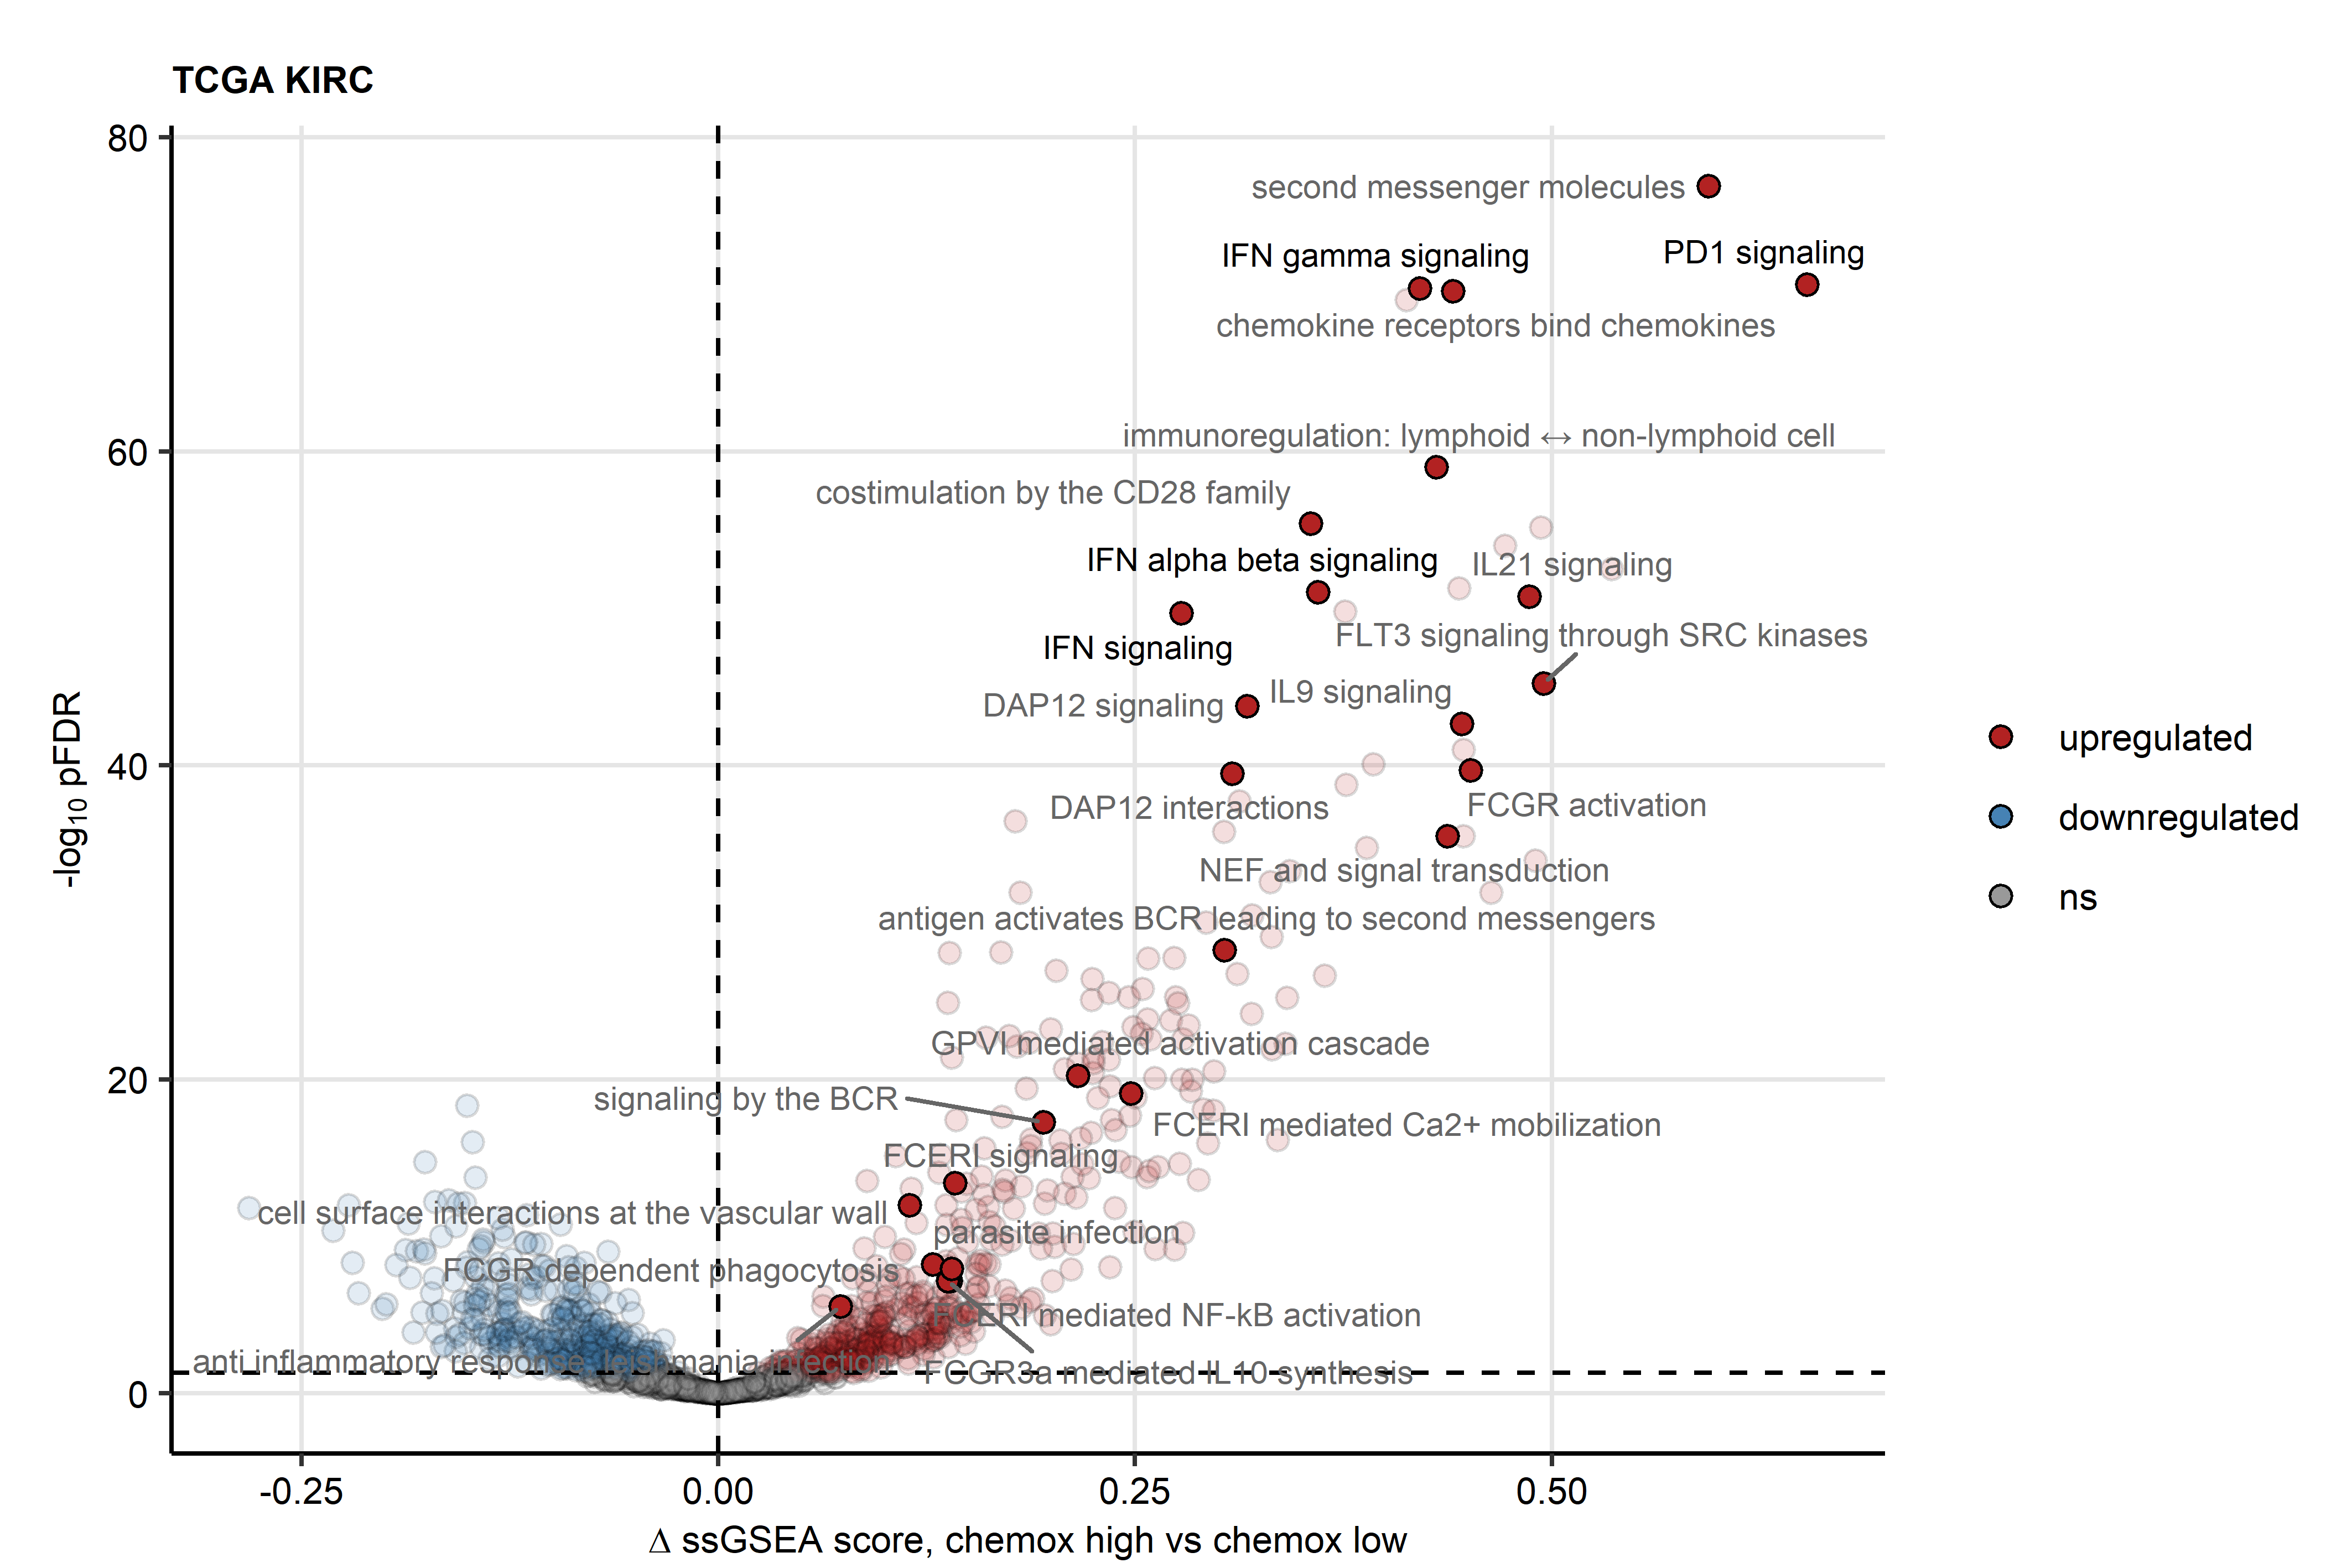 TCGA KIRC
80
60
40
20
0
-log10 pFDR
second messenger molecules
IFN gamma signaling
PD1 signaling
chemokine receptors bind chemokines
immunoregulation: lymphoid ↔ non-lymphoid cell
costimulation by the CD28 family
IFN alpha beta signaling
IL21 signaling
IFN signaling
FLT3 signaling through SRC kinases
DAP12 signaling
IL9 signaling
DAP12 interactions
FCGR activation
NEF and signal transduction
antigen activates BCR leading to second messengers
GPVI mediated activation cascade
signaling by the BCR
FCERI mediated Ca2+ mobilization
FCERI signaling
cell surface interactions at the vascular wall
parasite infection
FCGR dependent phagocytosis
FCERI mediated NF-kB activation
anti inflammatory response leishmania infection
FCGR3a mediated IL10 synthesis
-0.25
0.00
0.25
0.50
Δ ssGSEA score, chemox high vs chemox low
upregulated
downregulated
ns